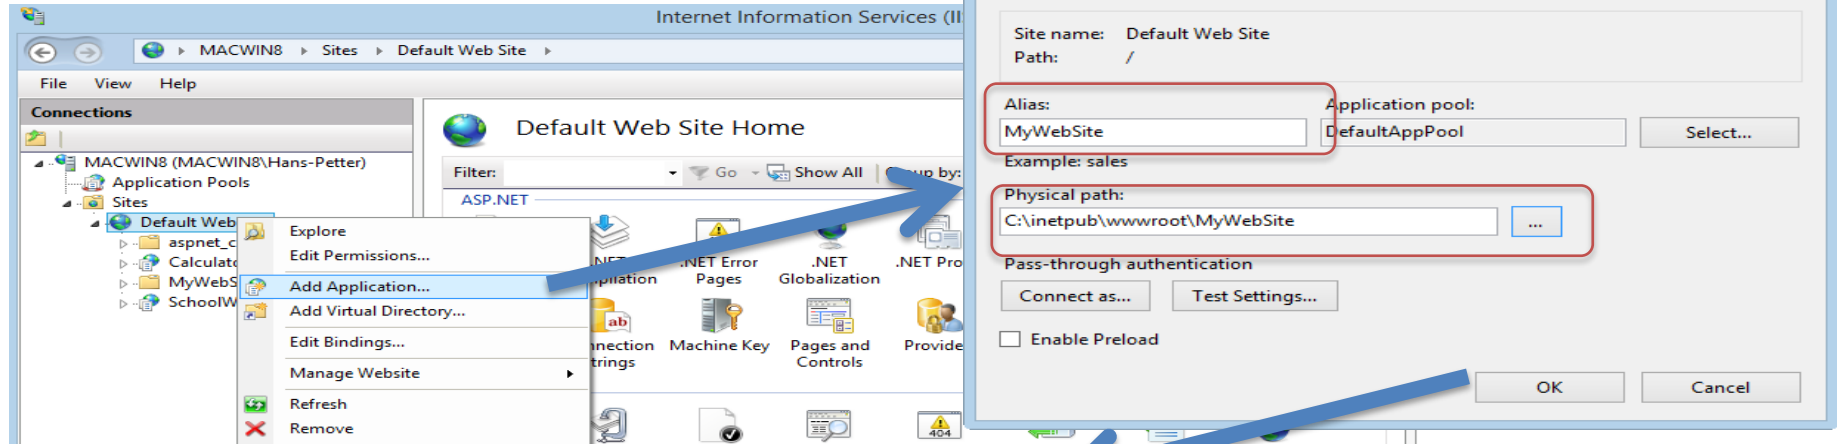 Internet Information Services (II
MACWIN8 Sites Default Web Site
File View Help
Connections
MACWIN8 (MACWIN8\Hans-Petter)
Application Pools
Sites
Default Web
aspnet_c
Calculat
MyWebS
SchoolW
Explore
Edit Permissions...
Add Application...
Add Virtual Directory...
Edit Bindings...
Manage Website
Refresh
Remove
Default Web Site Home
Filter: Go Show All Group by:
ASP.NET
.NET Error Pages
.NET Globalization
.NET Pro
Machine Key
Pages and Controls
Provide
404
Site name: Default Web Site
Path: /
Alias:
MyWebSite
Application pool:
DefaultAppPool
Select...
Example: sales
Physical path:
C:\inetpub\wwwroot\MyWebSite
...
Pass-through authentication
Connect as... Test Settings...
Enable Preload
OK Cancel